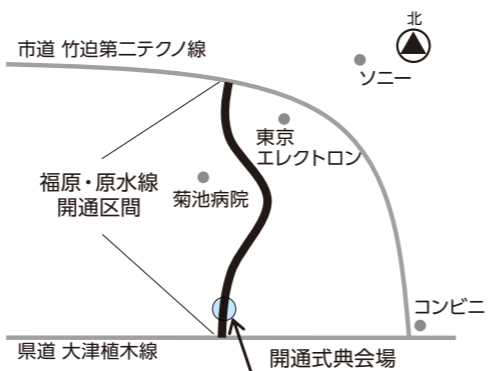 北
市道 竹迫第二テクノ線
ソニー
東京
エレクトロン
福原・原水線
開通区間
菊池病院
コンビニ
県道 大津植木線
開通式典会場